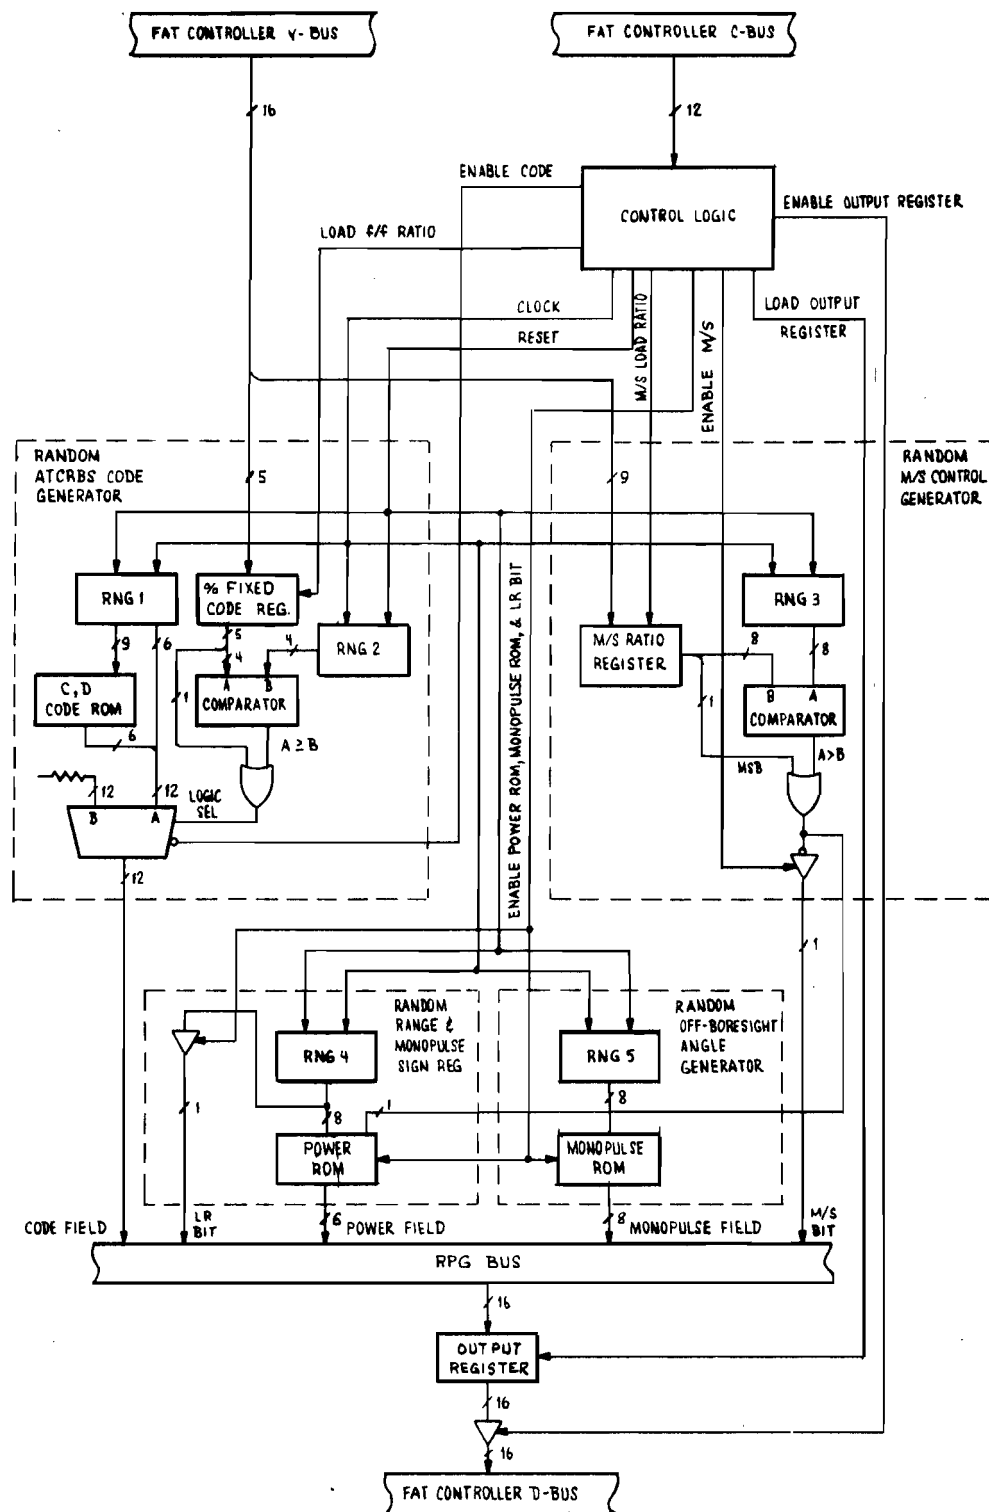 FAT CONTROLLER Y-BUS
FAT CONTROLLER C-BUS
16
12
ENABLE CODE
CONTROL LOGIC
ENABLE OUTPUT REGISTER
LOAD f/f RATIO
CLOCK
RESET
M/S LOAD RATIO
ENABLE M/S
LOAD OUTPUT
REGISTER
RANDOM
ATCRBS CODE
GENERATOR
5
9
RANDOM
M/S CONTROL
GENERATOR
ENABLE POWER ROM, MONOPULSE ROM, & LR BIT
RNG 1
% FIXED
CODE REG.
RNG 2
M/S RATIO
REGISTER
RNG 3
9
6
5
4
4
8
8
C,D
CODE ROM
1
A
B
COMPARATOR
1
B
A
COMPARATOR
6
A ≥ B
MSB
A>B
12
12
LOGIC
SEL
B
A
12
1
RANDOM
RANGE &
MONOPULSE
SIGN REG
RANDOM
OFF-BORESIGHT
ANGLE
GENERATOR
RNG 4
RNG 5
1
8
1
8
POWER
ROM
MONOPULSE
ROM
CODE FIELD
LR
BIT
6
POWER FIELD
8
MONOPULSE FIELD
M/S
BIT
RPG BUS
16
OUTPUT
REGISTER
16
16
FAT CONTROLLER D-BUS